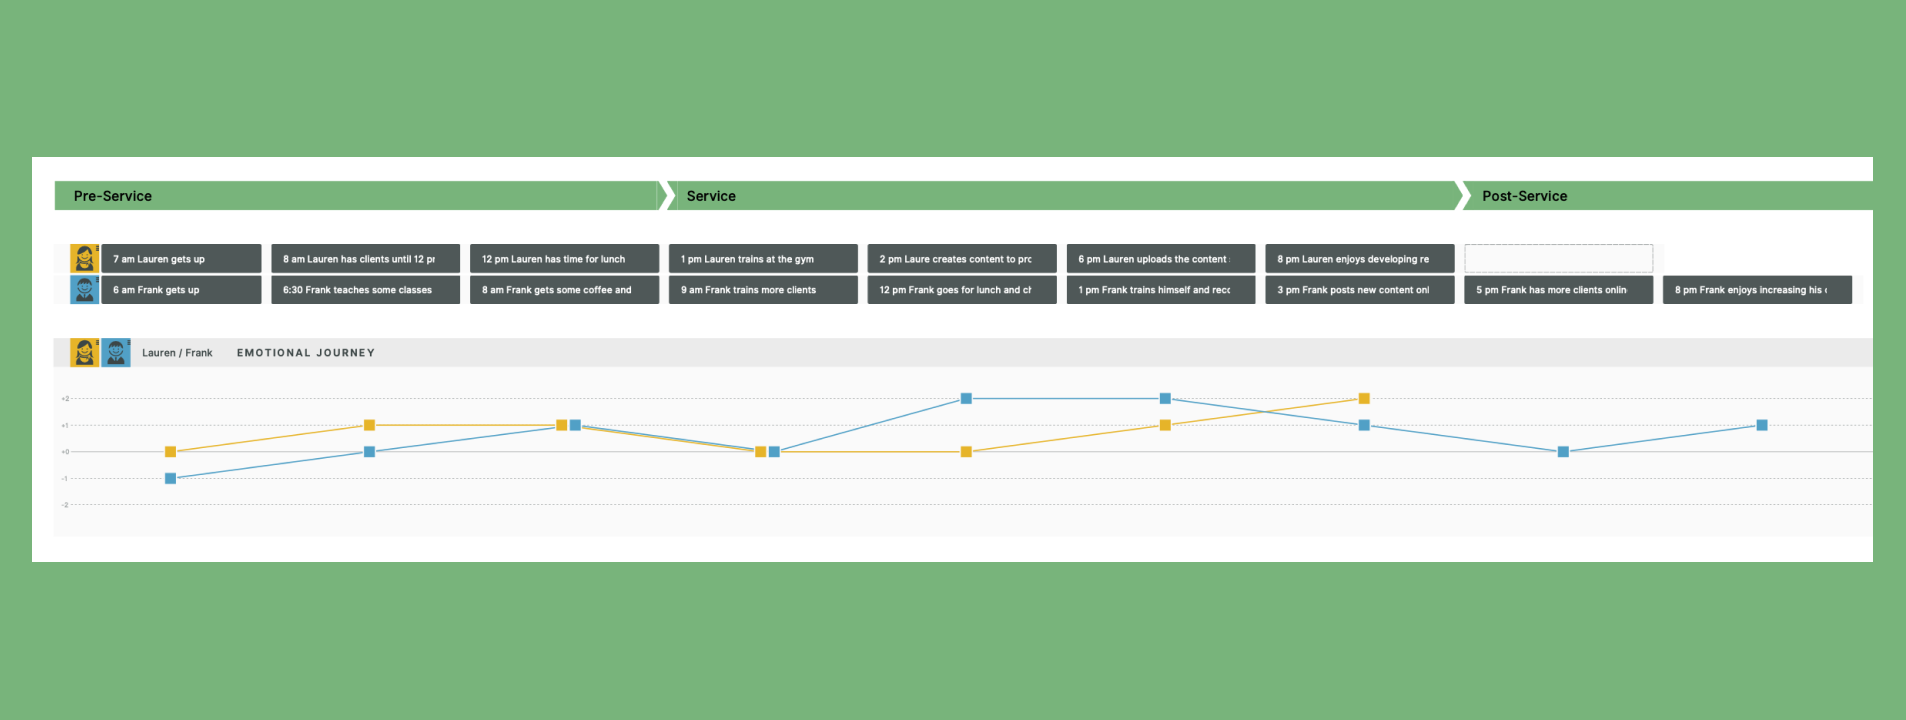 Pre-Service
Service
Post-Service
7 am Lauren gets up
8 am Lauren has clients until 12 pr
12 pm Lauren has time for lunch
1 pm Lauren trains at the gym
2 pm Laure creates content to prc
6 pm Lauren uploads the content
8 pm Lauren enjoys developing re
6 am Frank gets up
6:30 Frank teaches some classes
8 am Frank gets some coffee and
9 am Frank trains more clients
12 pm Frank goes for lunch and ch
1 pm Frank trains himself and recc
3 pm Frank posts new content onl
5 pm Frank has more clients onlin
8 pm Frank enjoys increasing his
Lauren / Frank EMOTIONAL JOURNEY
+2
+1
+0
-1
-2